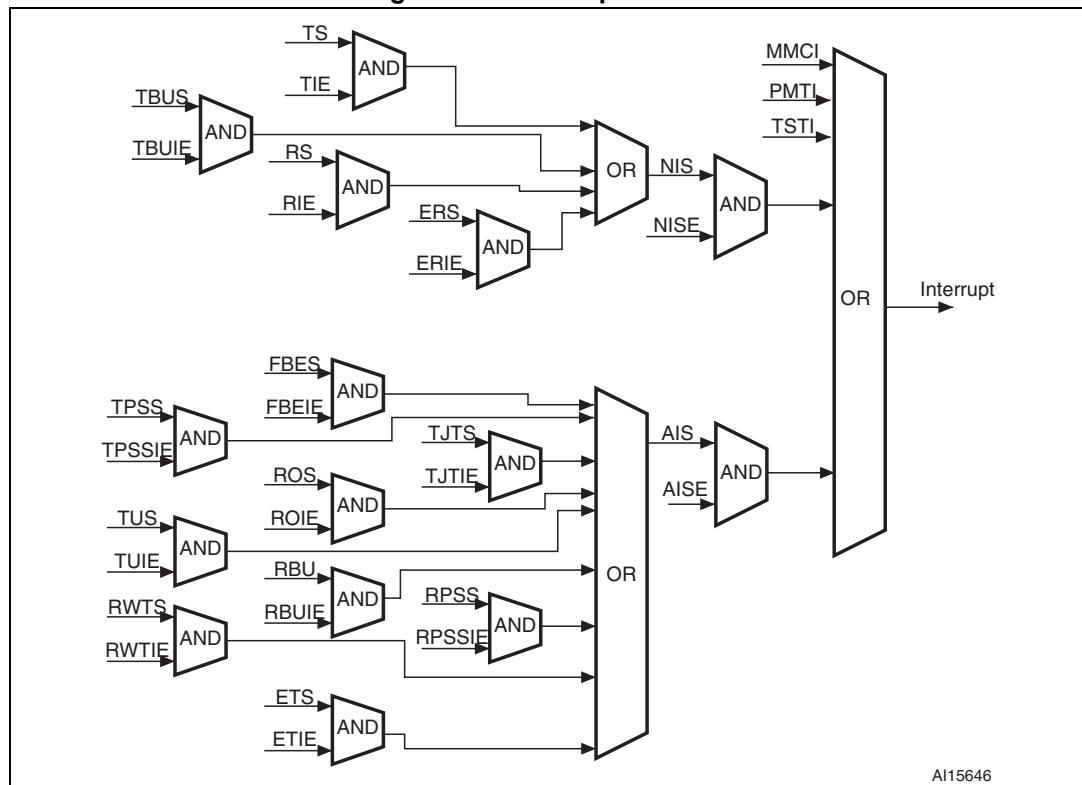 TS
AND
TIE
TBUS
AND
TBUIE
RS
AND
RIE
ERS
AND
ERIE
OR
NIS
AND
NISE
MMCI
PMTI
TSTI
OR
Interrupt
FBES
AND
FBEIE
TPSS
AND
TPSSIE
TJTS
AND
TJTIE
ROS
AND
ROIE
TUS
AND
TUIE
RBU
AND
RBUIE
RPSS
AND
RPSSIE
RWTS
AND
RWTIE
ETS
AND
ETIE
OR
AIS
AND
AISE
AI15646